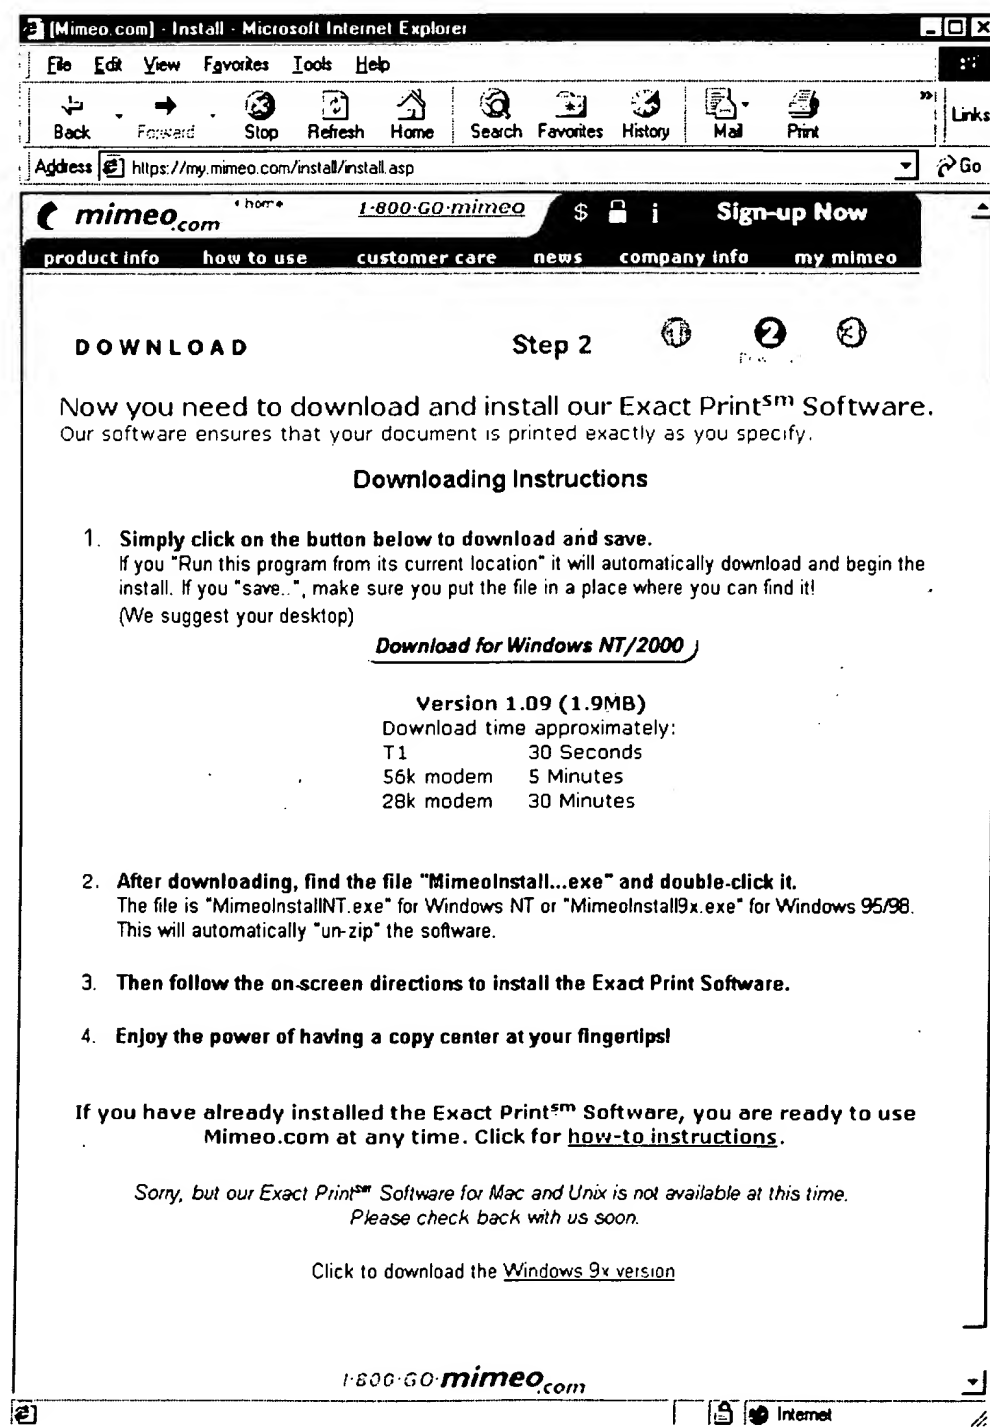 [Mimeo.com] - Install - Microsoft Internet Explorer
File Edit View Favorites Tools Help
Back Forward Stop Refresh Home Search Favorites History Mail Print Links
Address https://my.mimeo.com/install/install.asp Go
mimeo.com home 1-800-GO-mimeo $ i Sign-up Now
product info how to use customer care news company info my mimeo
DOWNLOAD Step 2 1 2 3
Now you need to download and install our Exact Print℠ Software.
Our software ensures that your document is printed exactly as you specify.
Downloading Instructions
1. Simply click on the button below to download and save.
If you "Run this program from its current location" it will automatically download and begin the
install. If you "save..", make sure you put the file in a place where you can find it!
(We suggest your desktop)
Download for Windows NT/2000
Version 1.09 (1.9MB)
Download time approximately:
T1 30 Seconds
56k modem 5 Minutes
28k modem 30 Minutes
2. After downloading, find the file "MimeoInstall...exe" and double-click it.
The file is "MimeoInstallNT.exe" for Windows NT or "MimeoInstall9x.exe" for Windows 95/98.
This will automatically "un-zip" the software.
3. Then follow the on-screen directions to install the Exact Print Software.
4. Enjoy the power of having a copy center at your fingertips!
If you have already installed the Exact Print℠ Software, you are ready to use
Mimeo.com at any time. Click for how-to instructions.
Sorry, but our Exact Print℠ Software for Mac and Unix is not available at this time.
Please check back with us soon.
Click to download the Windows 9x version
1-800-GO-mimeo.com
Internet